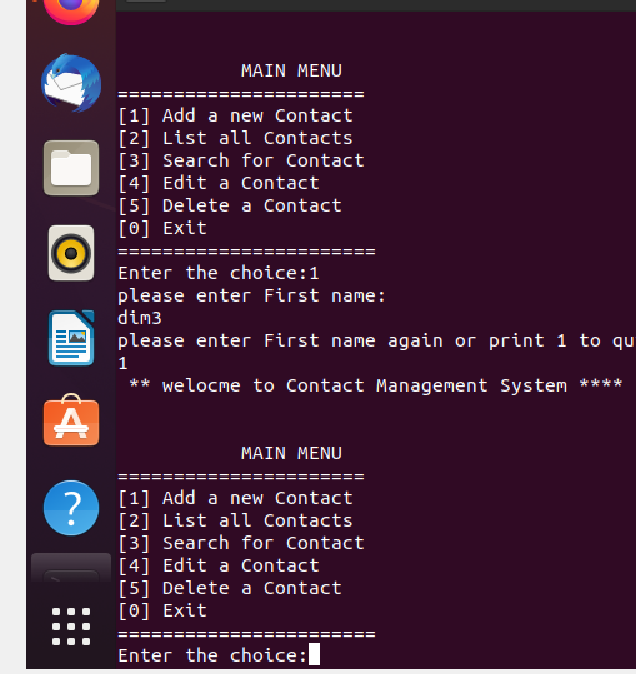 MAIN MENU
======================
[1] Add a new Contact
[2] List all Contacts
[3] Search for Contact
[4] Edit a Contact
[5] Delete a Contact
[0] Exit
=======================
Enter the choice:1
please enter First name:
dim3
please enter First name again or print 1 to qu
1
** welocme to Contact Management System ****
MAIN MENU
======================
[1] Add a new Contact
[2] List all Contacts
[3] Search for Contact
[4] Edit a Contact
[5] Delete a Contact
[0] Exit
=======================
Enter the choice: